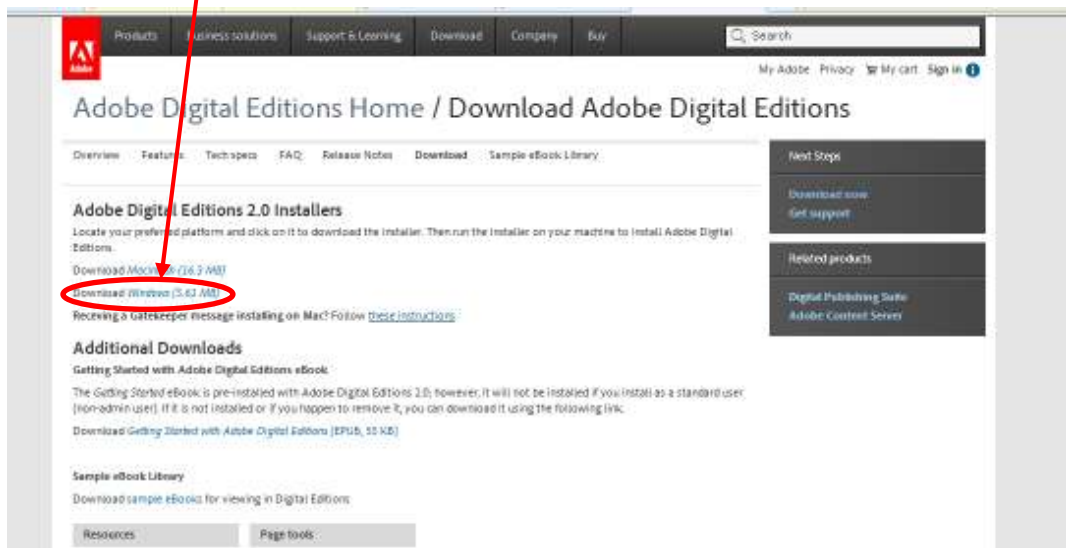 Products Business solutions Support & Learning Download Company Buy
Search
Adobe
My Adobe Privacy My cart Sign in
Adobe Digital Editions Home / Download Adobe Digital Editions
Overview Features Tech specs FAQ Release Notes Download Sample eBook Library
Next Steps
Download now
Get support
Adobe Digital Editions 2.0 Installers
Locate your preferred platform and click on it to download the installer. Then run the installer on your machine to install Adobe Digital
Editions.
Download Macintosh (16.3 MB)
Download Windows (5.61 MB)
Receiving a Gatekeeper message installing on Mac? Follow these instructions
Related products
Digital Publishing Suite
Adobe Content Server
Additional Downloads
Getting Started with Adobe Digital Editions eBook
The Getting Started eBook is pre-installed with Adobe Digital Editions 2.0; however, it will not be installed if you install as a standard user
(non-admin user). If it is not installed or if you happen to remove it, you can download it using the following link.
Download Getting Started with Adobe Digital Editions (EPUB, 55 KB)
Sample eBook Library
Download sample eBooks for viewing in Digital Editions
Resources Page tools